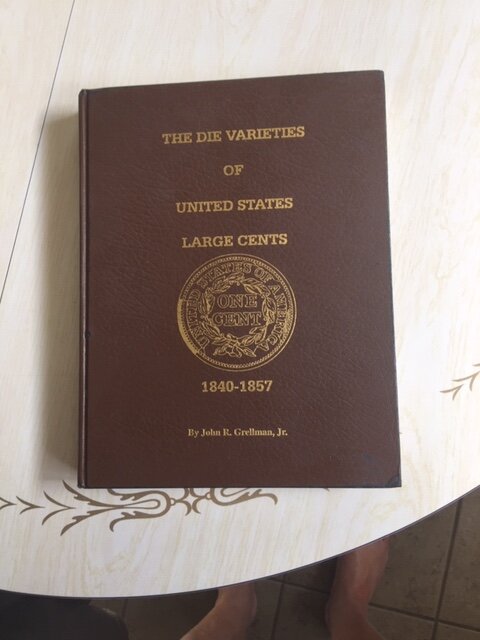 THE DIE VARIETIES
OF
UNITED STATES
LARGE CENTS
UNITED STATES OF AMERICA
ONE
CENT
1840-1857
By John R. Grellman, Jr.